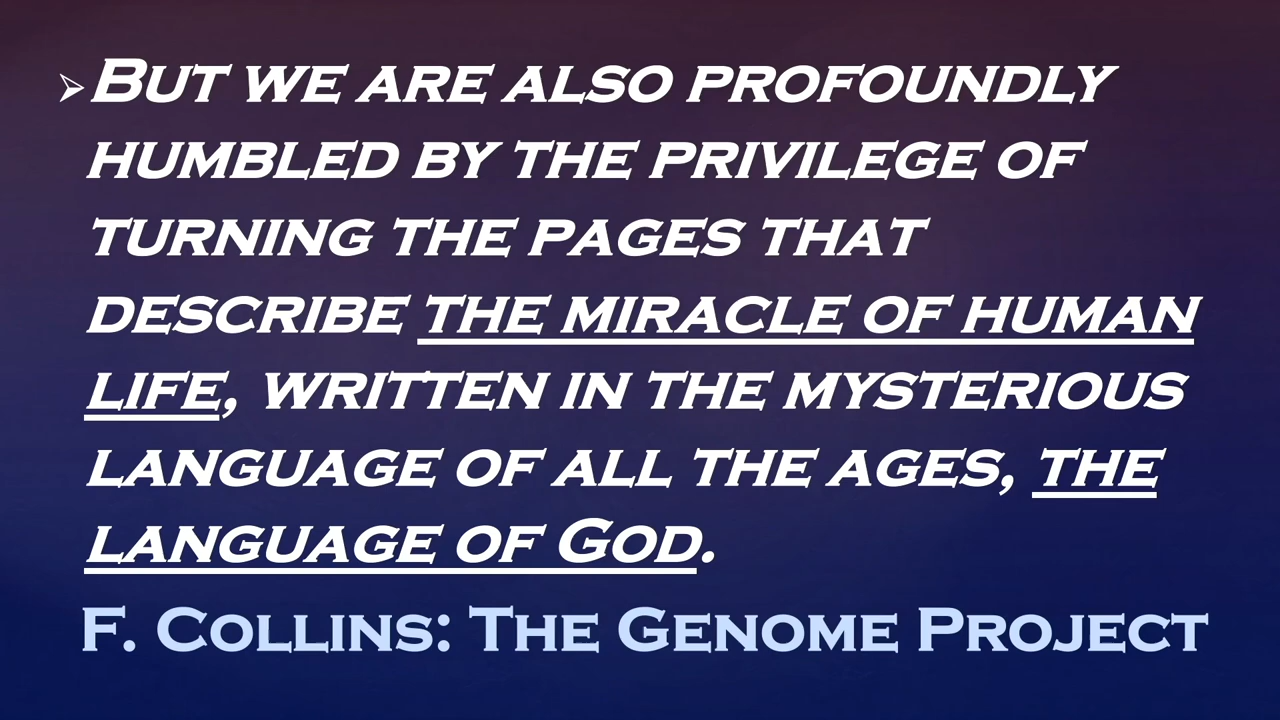 ➢But we are also profoundly
humbled by the privilege of
turning the pages that
describe the miracle of human
life, written in the mysterious
language of all the ages, the
language of God.
F. Collins: The Genome Project